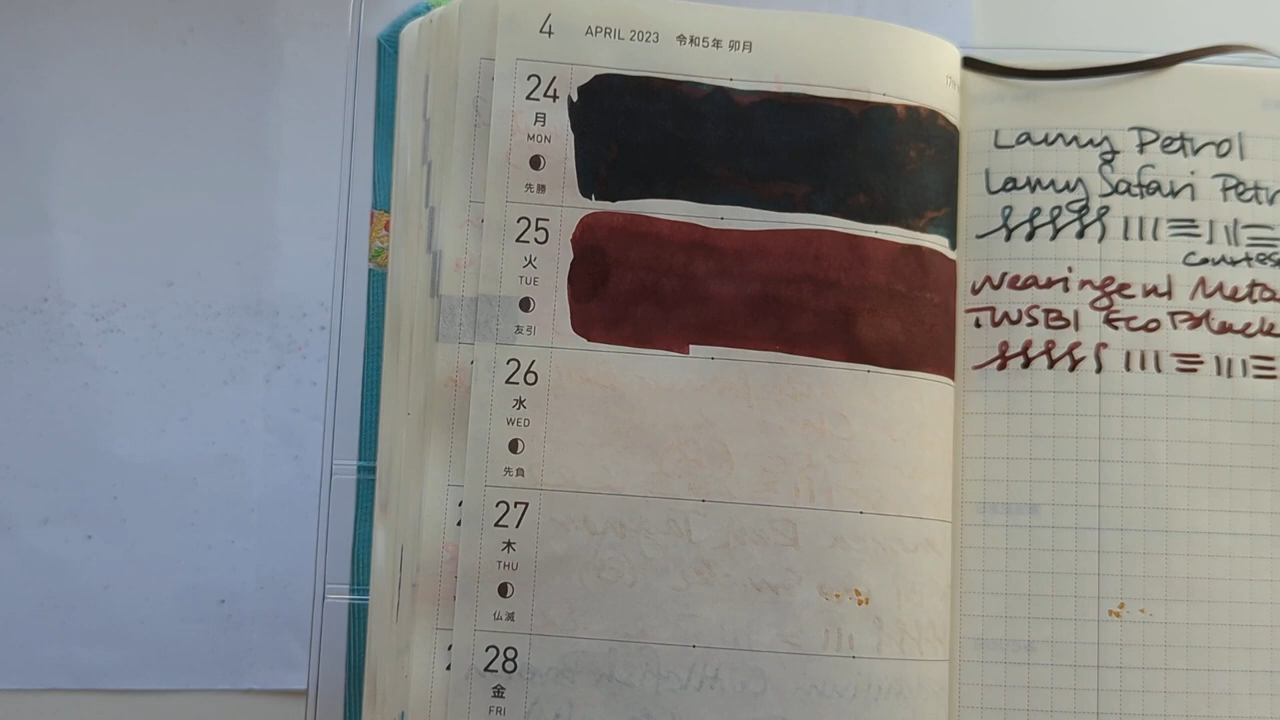 4 APRIL 2023 令和5年 卯月
24
月
MON
先勝
25
火
TUE
友引
26
水
WED
先負
27
木
THU
仏滅
28
金
FRI
Lamy Petrol
Lamy Safari Petr
Courtes
Wearingeul Meta
TWSBI Eco Black